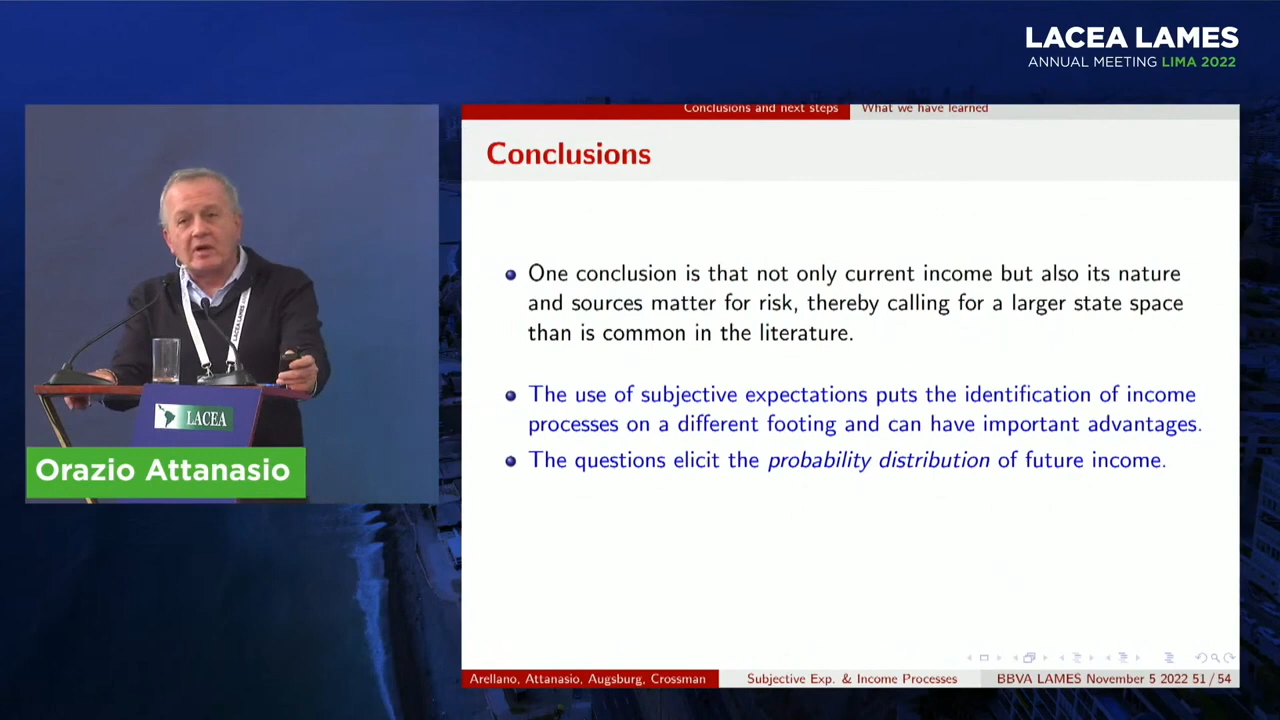 LACEA LAMES
ANNUAL MEETING LIMA 2022
Conclusions and next steps
What we have learned
Conclusions
One conclusion is that not only current income but also its nature
and sources matter for risk, thereby calling for a larger state space
than is common in the literature.
The use of subjective expectations puts the identification of income
processes on a different footing and can have important advantages.
The questions elicit the probability distribution of future income.
LACEA LAMES
LACEA
Orazio Attanasio
Arellano, Attanasio, Augsburg, Crossman
Subjective Exp. & Income Processes
BBVA LAMES November 5 2022 51 / 54